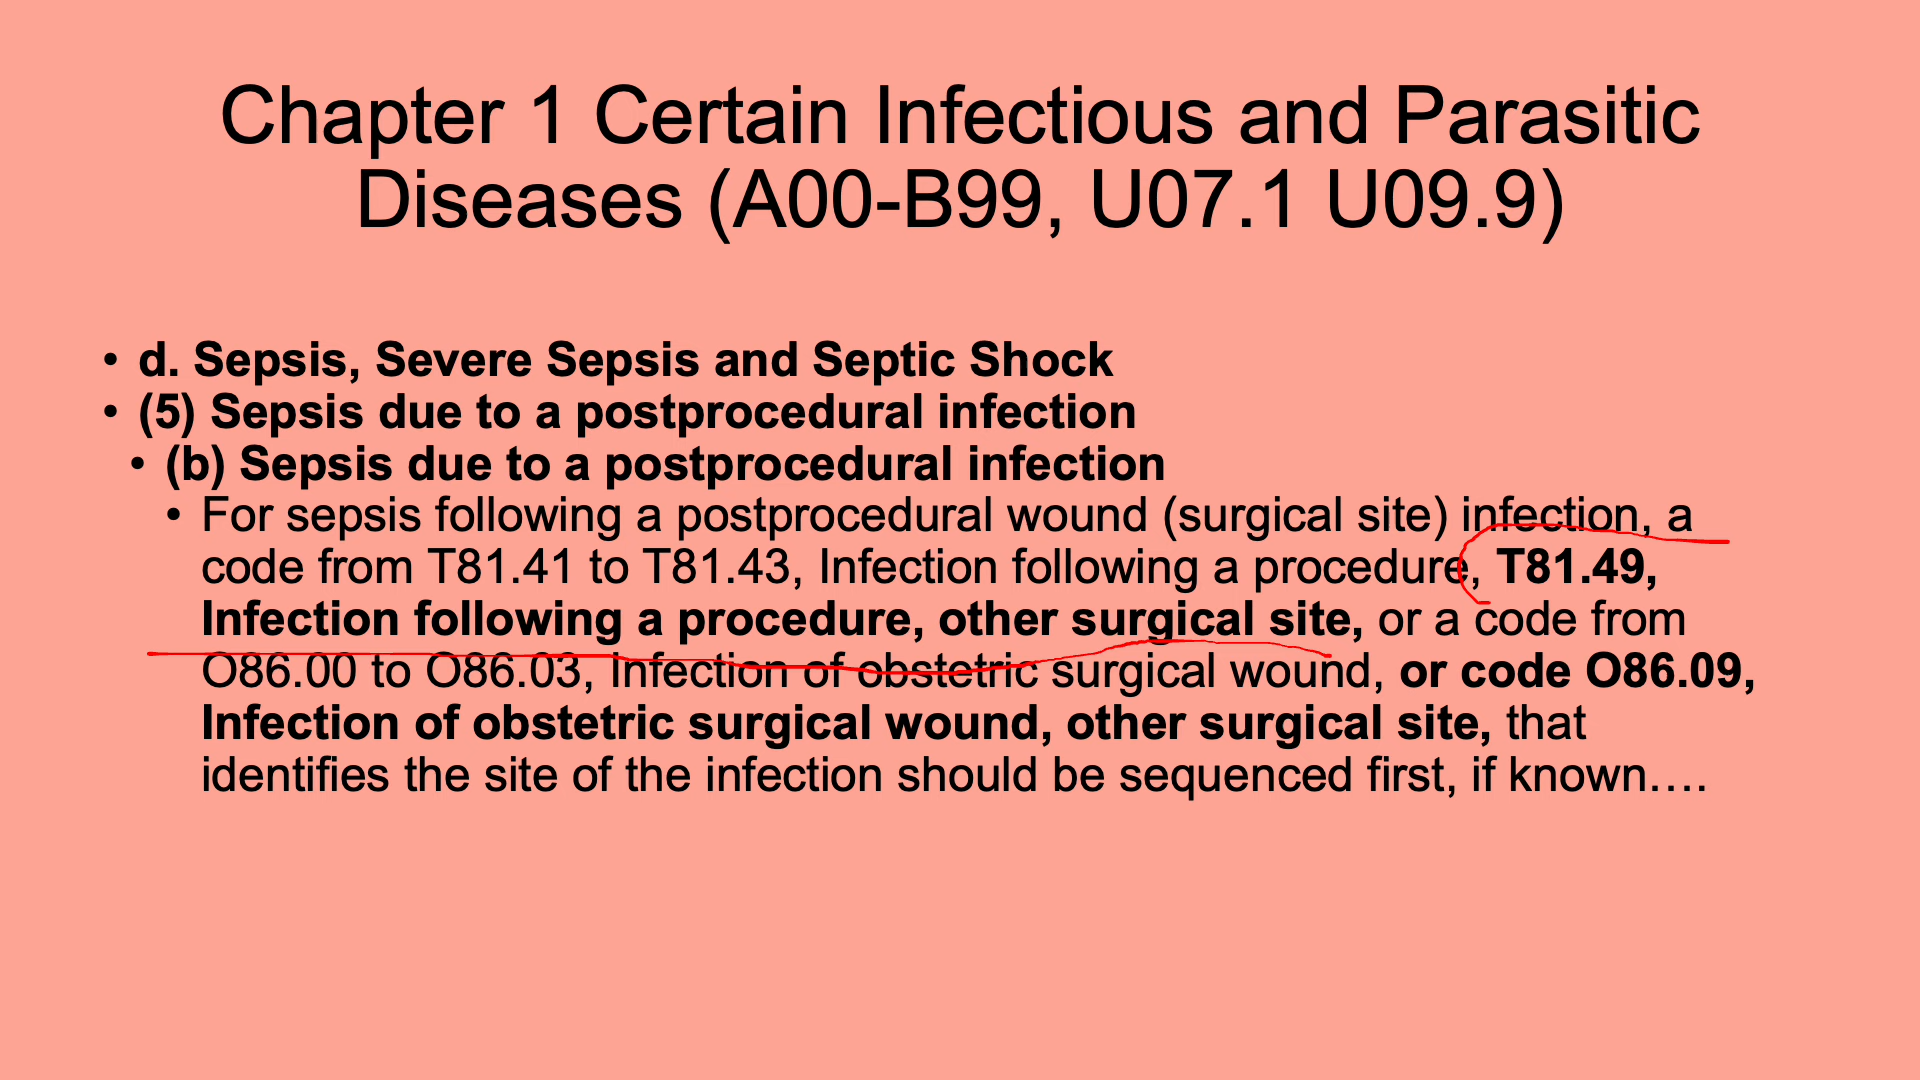 Chapter 1 Certain Infectious and Parasitic
Diseases (A00-B99, U07.1 U09.9)
• d. Sepsis, Severe Sepsis and Septic Shock
• (5) Sepsis due to a postprocedural infection
• (b) Sepsis due to a postprocedural infection
• For sepsis following a postprocedural wound (surgical site) infection, a
code from T81.41 to T81.43, Infection following a procedure, T81.49,
Infection following a procedure, other surgical site, or a code from
O86.00 to O86.03, Infection of obstetric surgical wound, or code O86.09,
Infection of obstetric surgical wound, other surgical site, that
identifies the site of the infection should be sequenced first, if known….